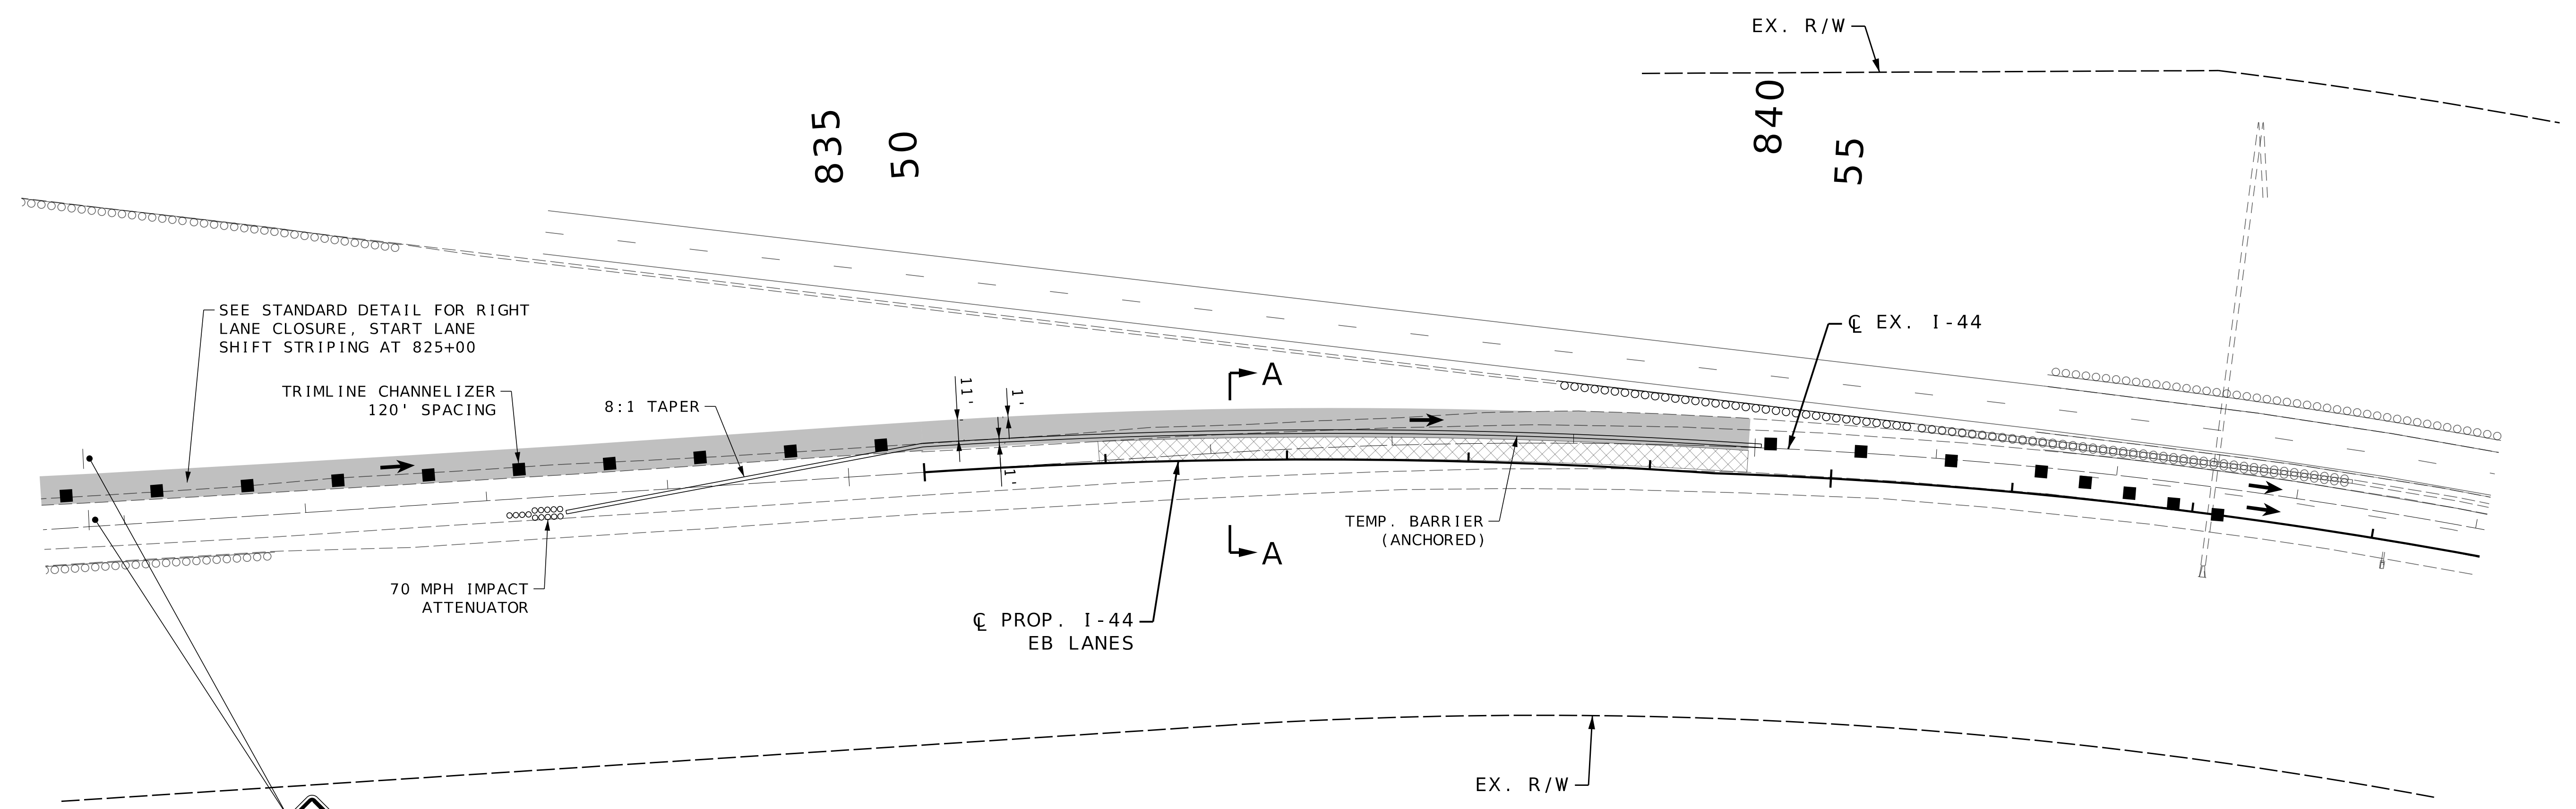 EX. R/W
835
50
840
55
SEE STANDARD DETAIL FOR RIGHT
LANE CLOSURE, START LANE
SHIFT STRIPING AT 825+00
℄ EX. I-44
TRIMLINE CHANNELIZER
120' SPACING
8:1 TAPER
11'
1'
A
1'
TEMP. BARRIER
(ANCHORED)
A
70 MPH IMPACT
ATTENUATOR
℄ PROP. I-44
EB LANES
EX. R/W